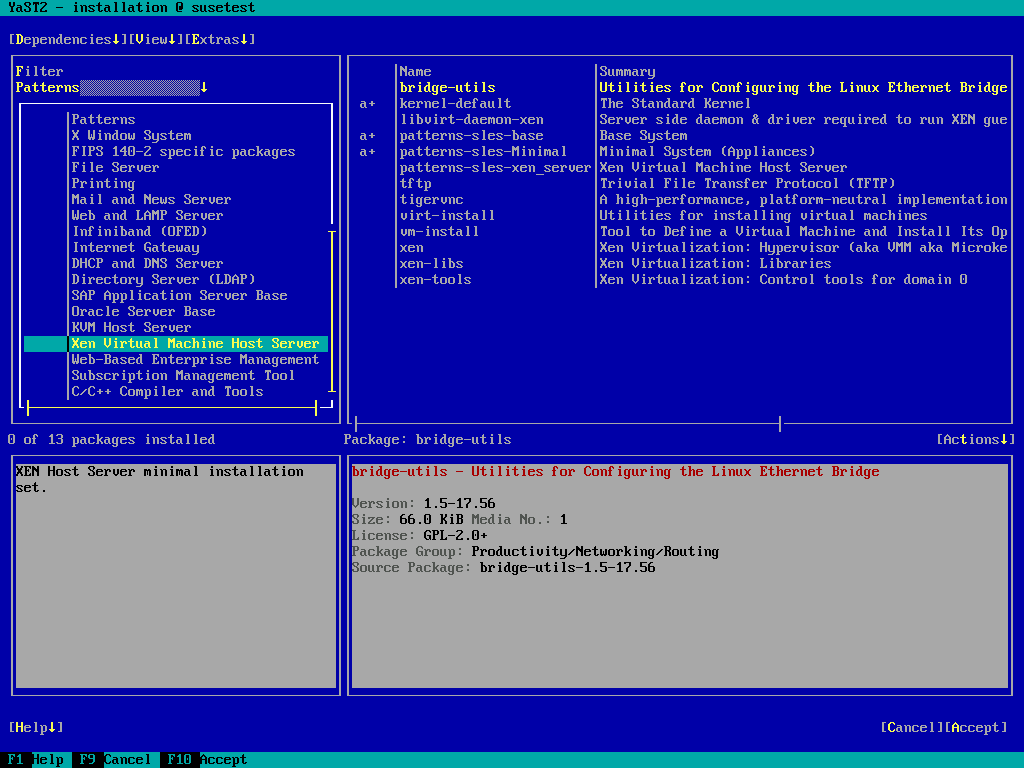 YaST2 - installation @ susetest
[Dependencies↓][View↓][Extras↓]
Filter
Patterns ↓
Patterns
X Window System
FIPS 140-2 specific packages
File Server
Printing
Mail and News Server
Web and LAMP Server
Infiniband (OFED)
Internet Gateway
DHCP and DNS Server
Directory Server (LDAP)
SAP Application Server Base
Oracle Server Base
KVM Host Server
Xen Virtual Machine Host Server
Web-Based Enterprise Management
Subscription Management Tool
C/C++ Compiler and Tools
Name Summary
bridge-utils Utilities for Configuring the Linux Ethernet Bridge
a+ kernel-default The Standard Kernel
libvirt-daemon-xen Server side daemon & driver required to run XEN gue
a+ patterns-sles-base Base System
a+ patterns-sles-Minimal Minimal System (Appliances)
patterns-sles-xen_server Xen Virtual Machine Host Server
tftp Trivial File Transfer Protocol (TFTP)
tigervnc A high-performance, platform-neutral implementation
virt-install Utilities for installing virtual machines
vm-install Tool to Define a Virtual Machine and Install Its Op
xen Xen Virtualization: Hypervisor (aka VMM aka Microke
xen-libs Xen Virtualization: Libraries
xen-tools Xen Virtualization: Control tools for domain 0
0 of 13 packages installed
Package: bridge-utils
[Actions↓]
XEN Host Server minimal installation
set.
bridge-utils - Utilities for Configuring the Linux Ethernet Bridge
Version: 1.5-17.56
Size: 66.0 KiB Media No.: 1
License: GPL-2.0+
Package Group: Productivity/Networking/Routing
Source Package: bridge-utils-1.5-17.56
[Help↓]
[Cancel][Accept]
F1 Help F9 Cancel F10 Accept